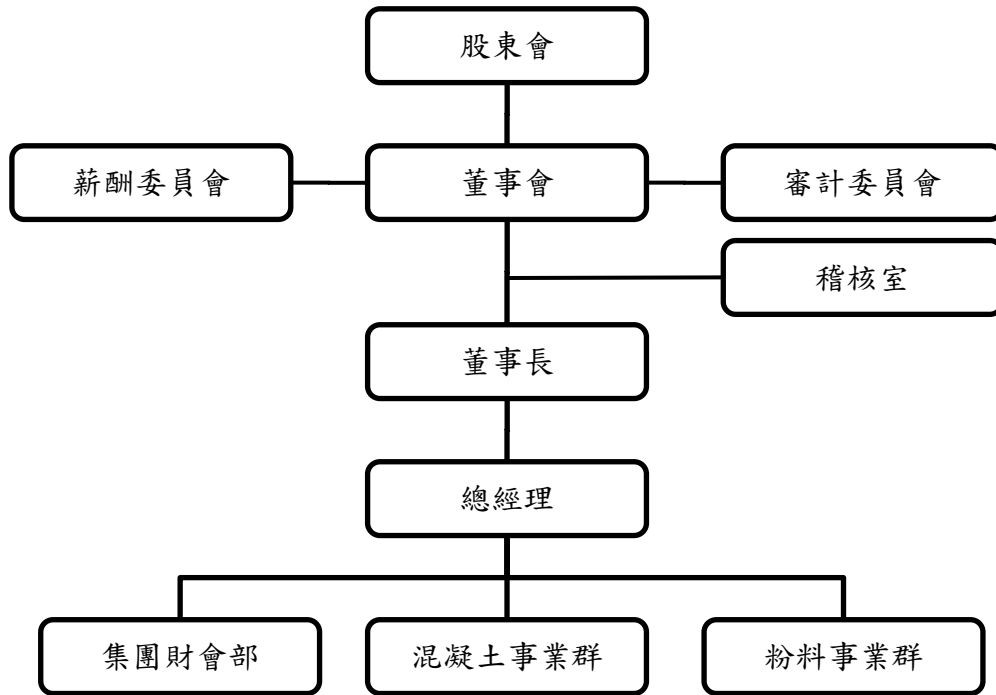 股東會
薪酬委員會
董事會
審計委員會
稽核室
董事長
總經理
集團財會部
混凝土事業群
粉料事業群